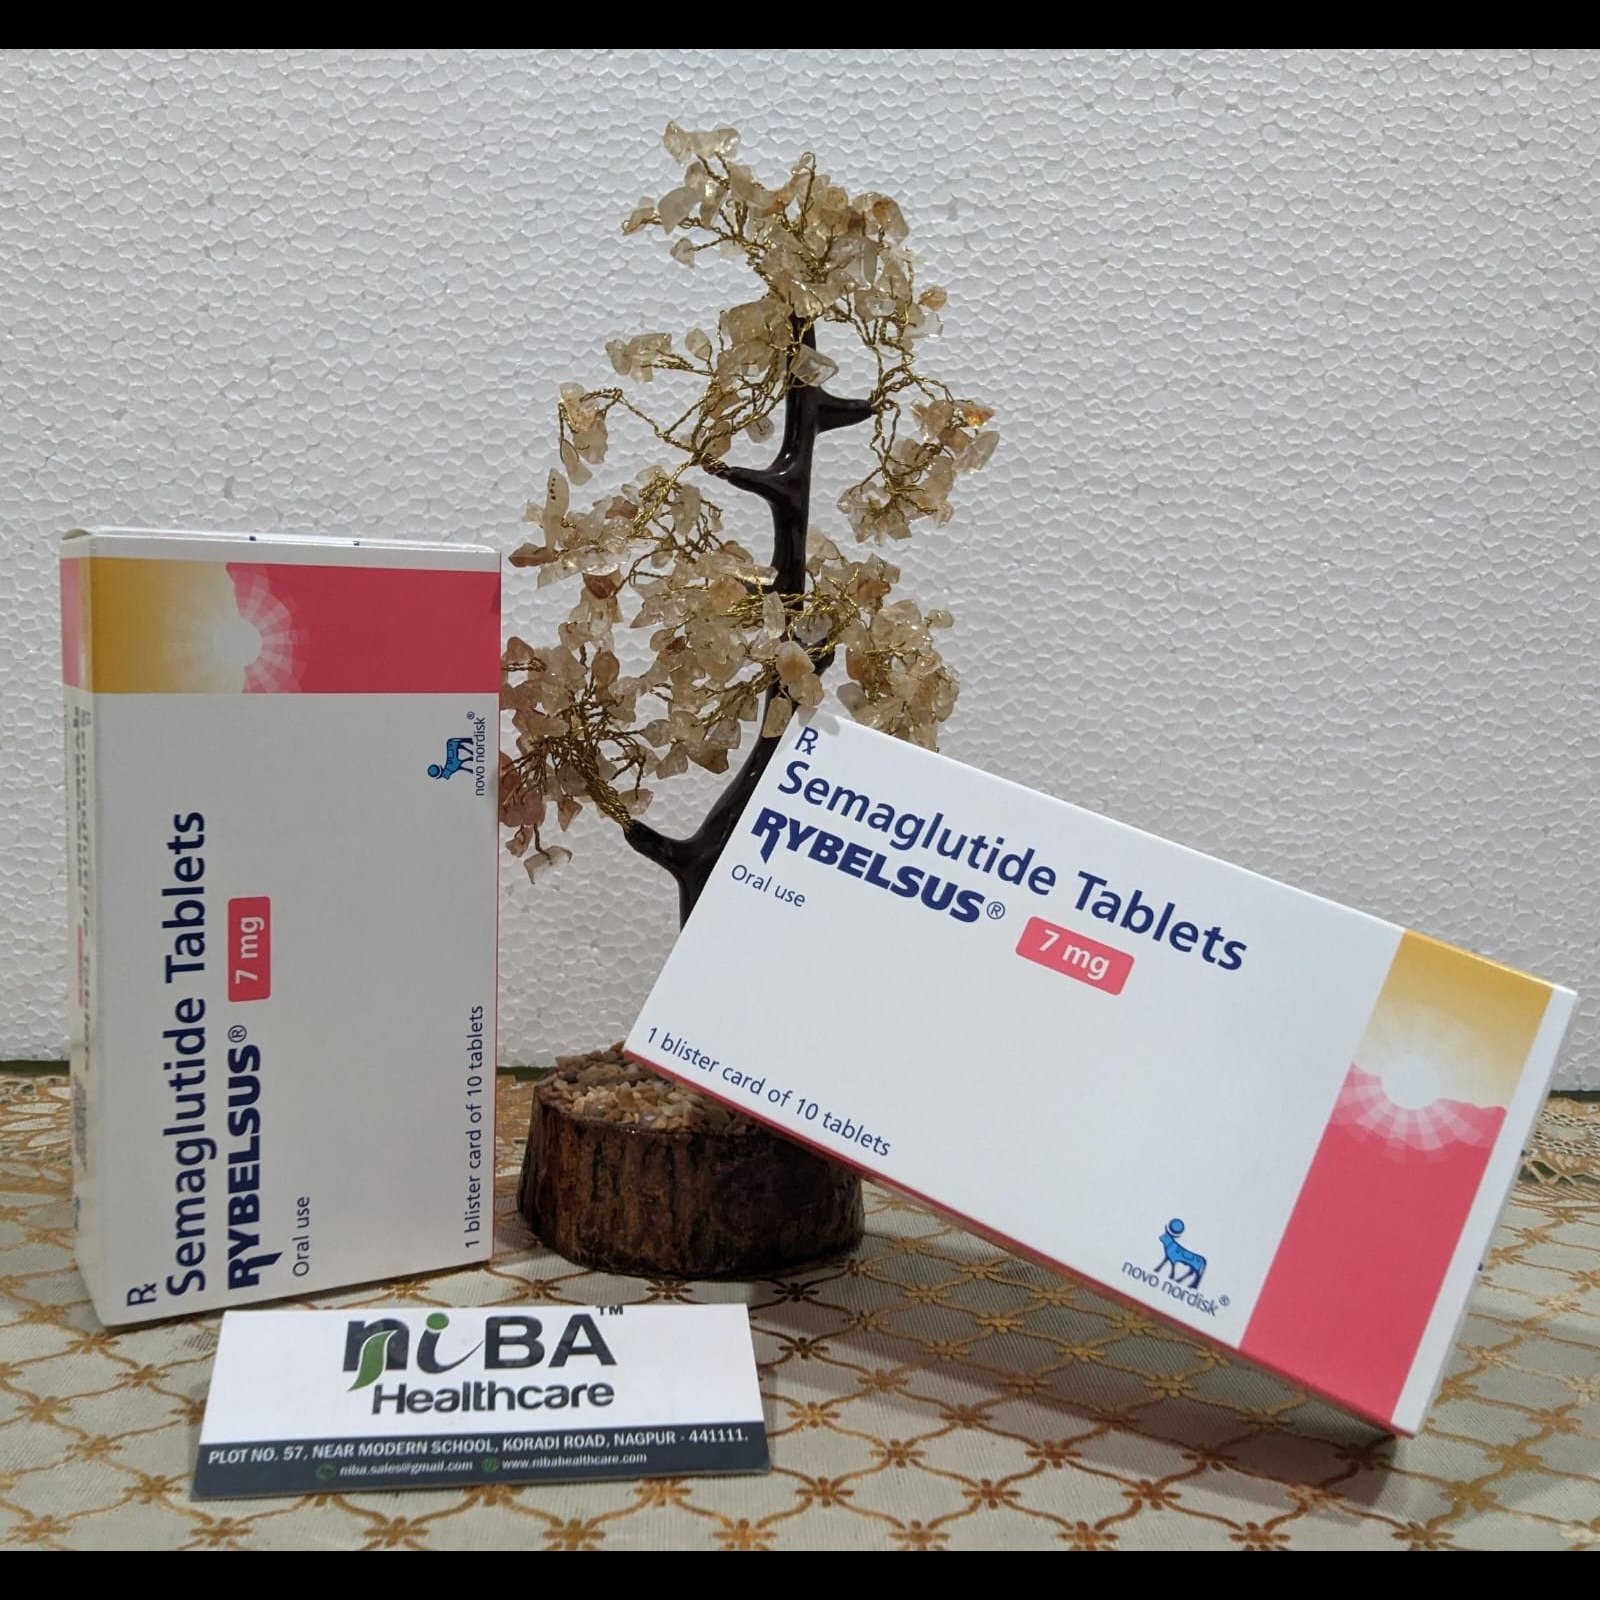 ℞
Semaglutide Tablets
RYBELSUS® 7 mg
Oral use
1 blister card of 10 tablets
novo nordisk®
℞
Semaglutide Tablets
RYBELSUS® 7 mg
Oral use
1 blister card of 10 tablets
novo nordisk®
niBA™
Healthcare
PLOT NO. 57, NEAR MODERN SCHOOL, KORADI ROAD, NAGPUR - 441111.
niba.sales@gmail.com www.nibahealthcare.com